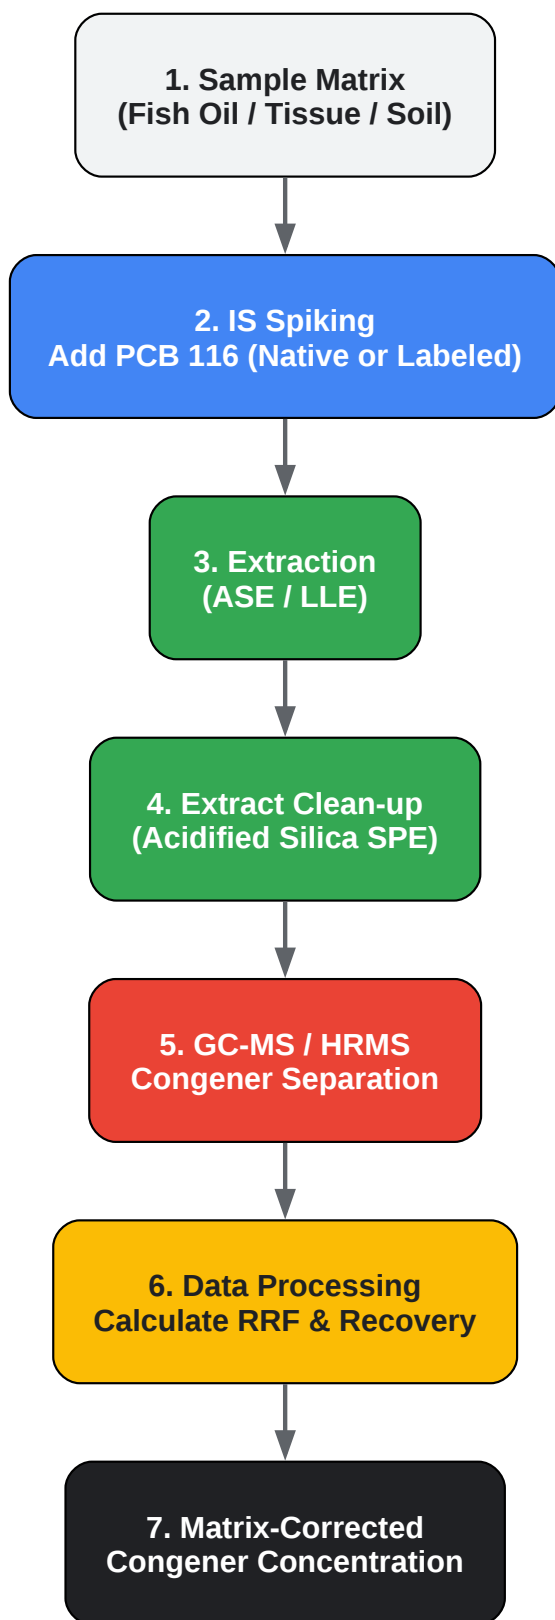 1. Sample Matrix
(Fish Oil / Tissue / Soil)
2. IS Spiking
Add PCB 116 (Native or Labeled)
3. Extraction
(ASE / LLE)
4. Extract Clean-up
(Acidified Silica SPE)
5. GC-MS / HRMS
Congener Separation
6. Data Processing
Calculate RRF & Recovery
7. Matrix-Corrected
Congener Concentration